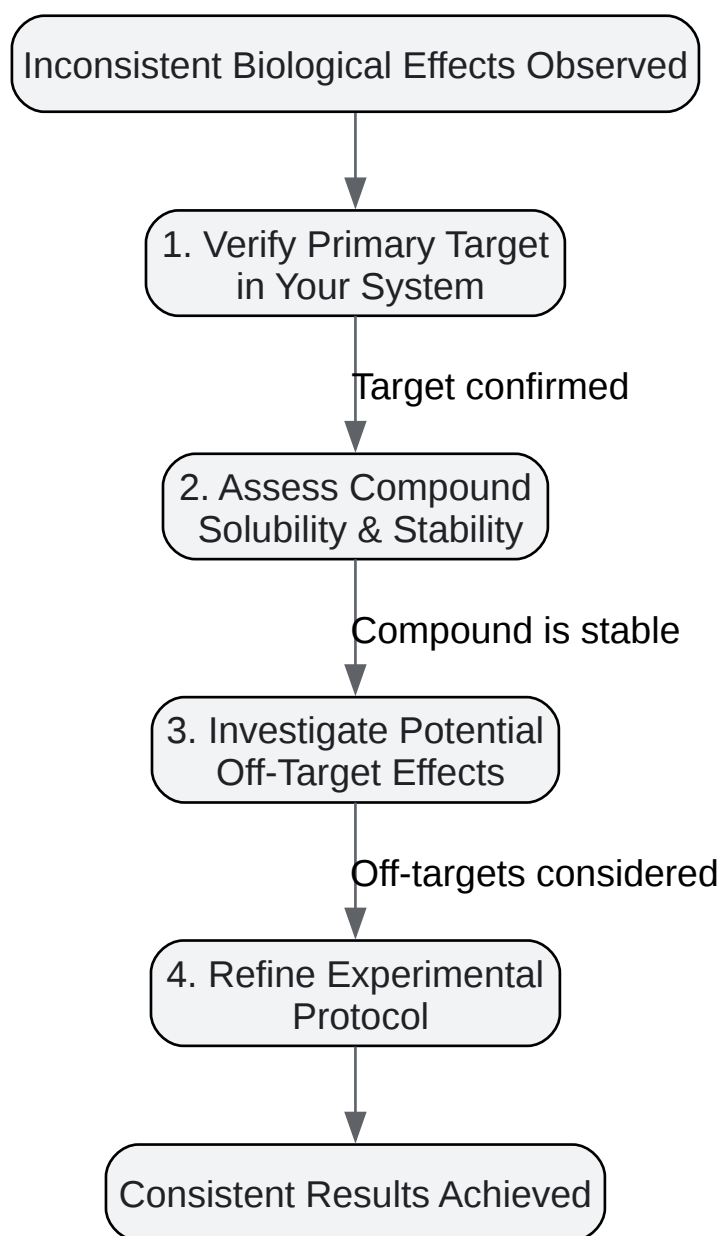 Inconsistent Biological Effects Observed
1. Verify Primary Target
in Your System
Target confirmed
2. Assess Compound
Solubility & Stability
Compound is stable
3. Investigate Potential
Off-Target Effects
Off-targets considered
4. Refine Experimental
Protocol
Consistent Results Achieved